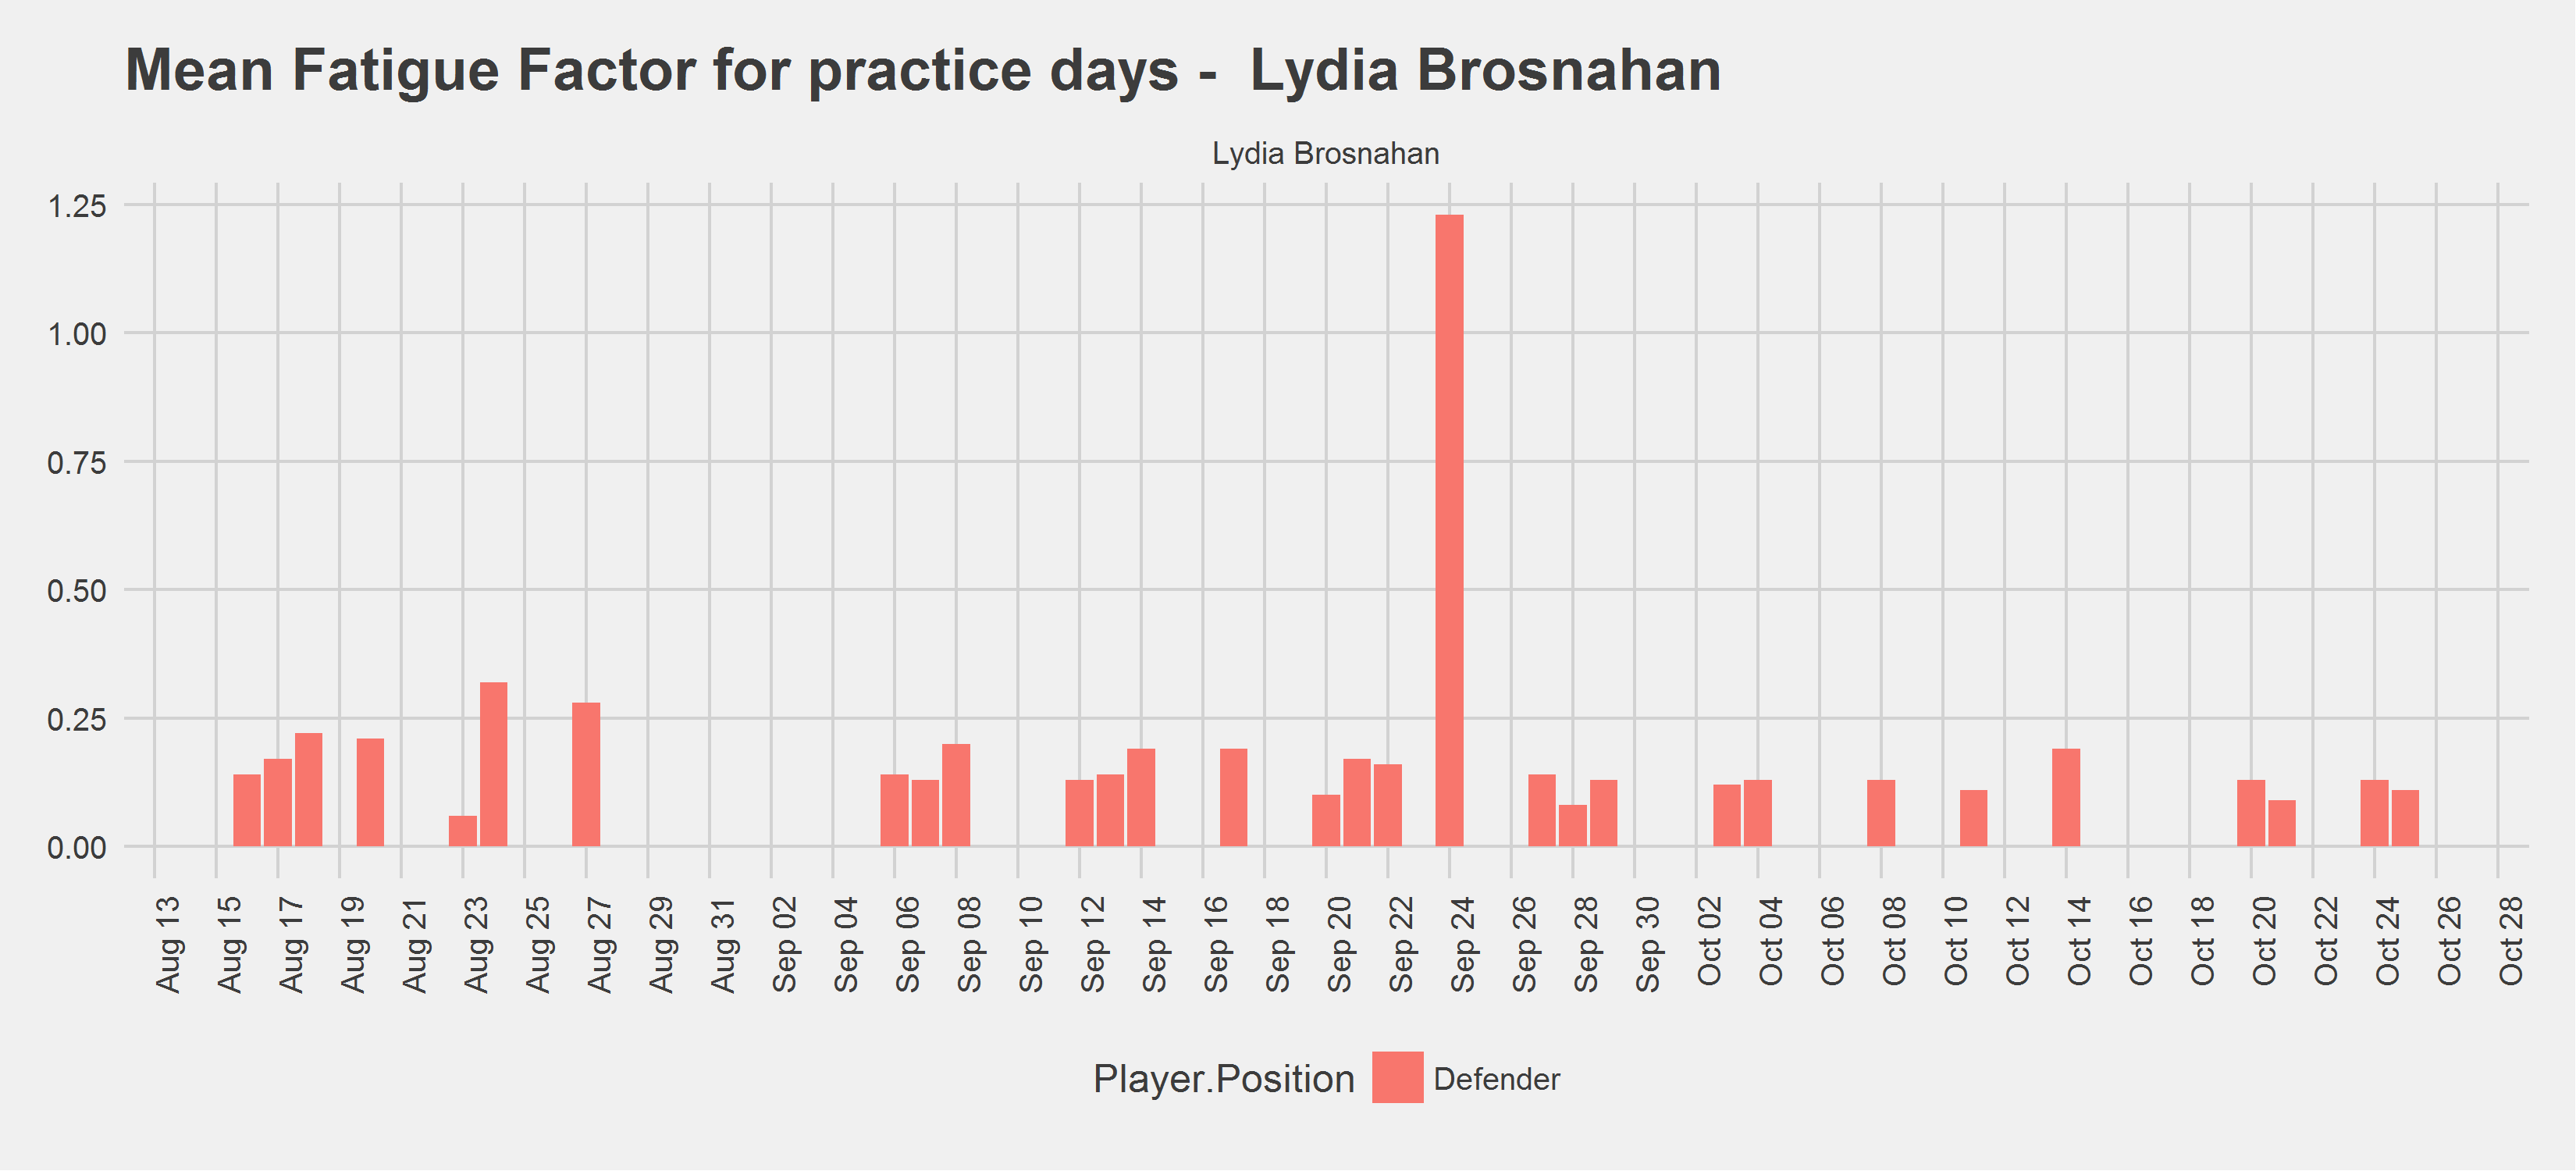 Mean Fatigue Factor for practice days -  Lydia Brosnahan
Lydia Brosnahan
1.25
1.00
0.75
0.50
0.25
0.00
Aug 13
Aug 15
Aug 17
Aug 19
Aug 21
Aug 23
Aug 25
Aug 27
Aug 29
Aug 31
Sep 02
Sep 04
Sep 06
Sep 08
Sep 10
Sep 12
Sep 14
Sep 16
Sep 18
Sep 20
Sep 22
Sep 24
Sep 26
Sep 28
Sep 30
Oct 02
Oct 04
Oct 06
Oct 08
Oct 10
Oct 12
Oct 14
Oct 16
Oct 18
Oct 20
Oct 22
Oct 24
Oct 26
Oct 28
Player.Position Defender